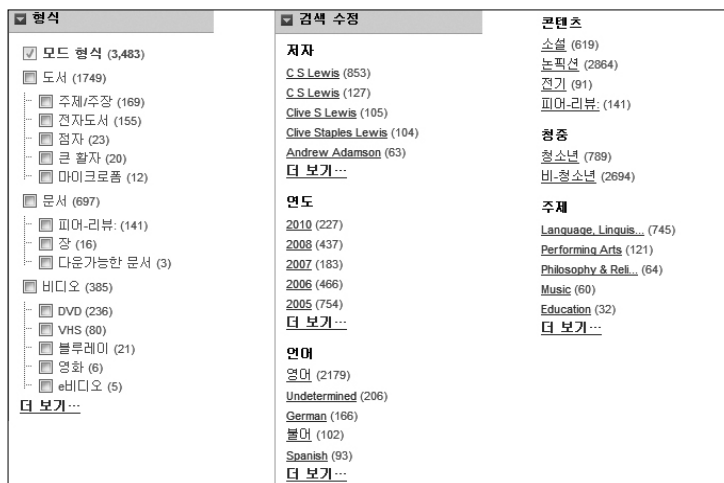 형식
모드 형식 (3,483)
도서 (1749)
주제/주장 (169)
전자도서 (155)
점자 (23)
큰 활자 (20)
마이크로폼 (12)
문서 (697)
피어-리뷰: (141)
장 (16)
다운가능한 문서 (3)
비디오 (385)
DVD (236)
VHS (80)
블루레이 (21)
영화 (6)
e비디오 (5)
더 보기…
검색 수정
저자
C S Lewis (853)
C S Lewis (127)
Clive S Lewis (105)
Clive Staples Lewis (104)
Andrew Adamson (63)
더 보기…
연도
2010 (227)
2008 (437)
2007 (183)
2006 (466)
2005 (754)
더 보기…
언어
영어 (2179)
Undetermined (206)
German (166)
불어 (102)
Spanish (93)
더 보기…
콘텐츠
소설 (619)
논픽션 (2864)
전기 (91)
피어-리뷰: (141)
청중
청소년 (789)
비-청소년 (2694)
주제
Language, Linguis... (745)
Performing Arts (121)
Philosophy & Reli... (64)
Music (60)
Education (32)
더 보기…